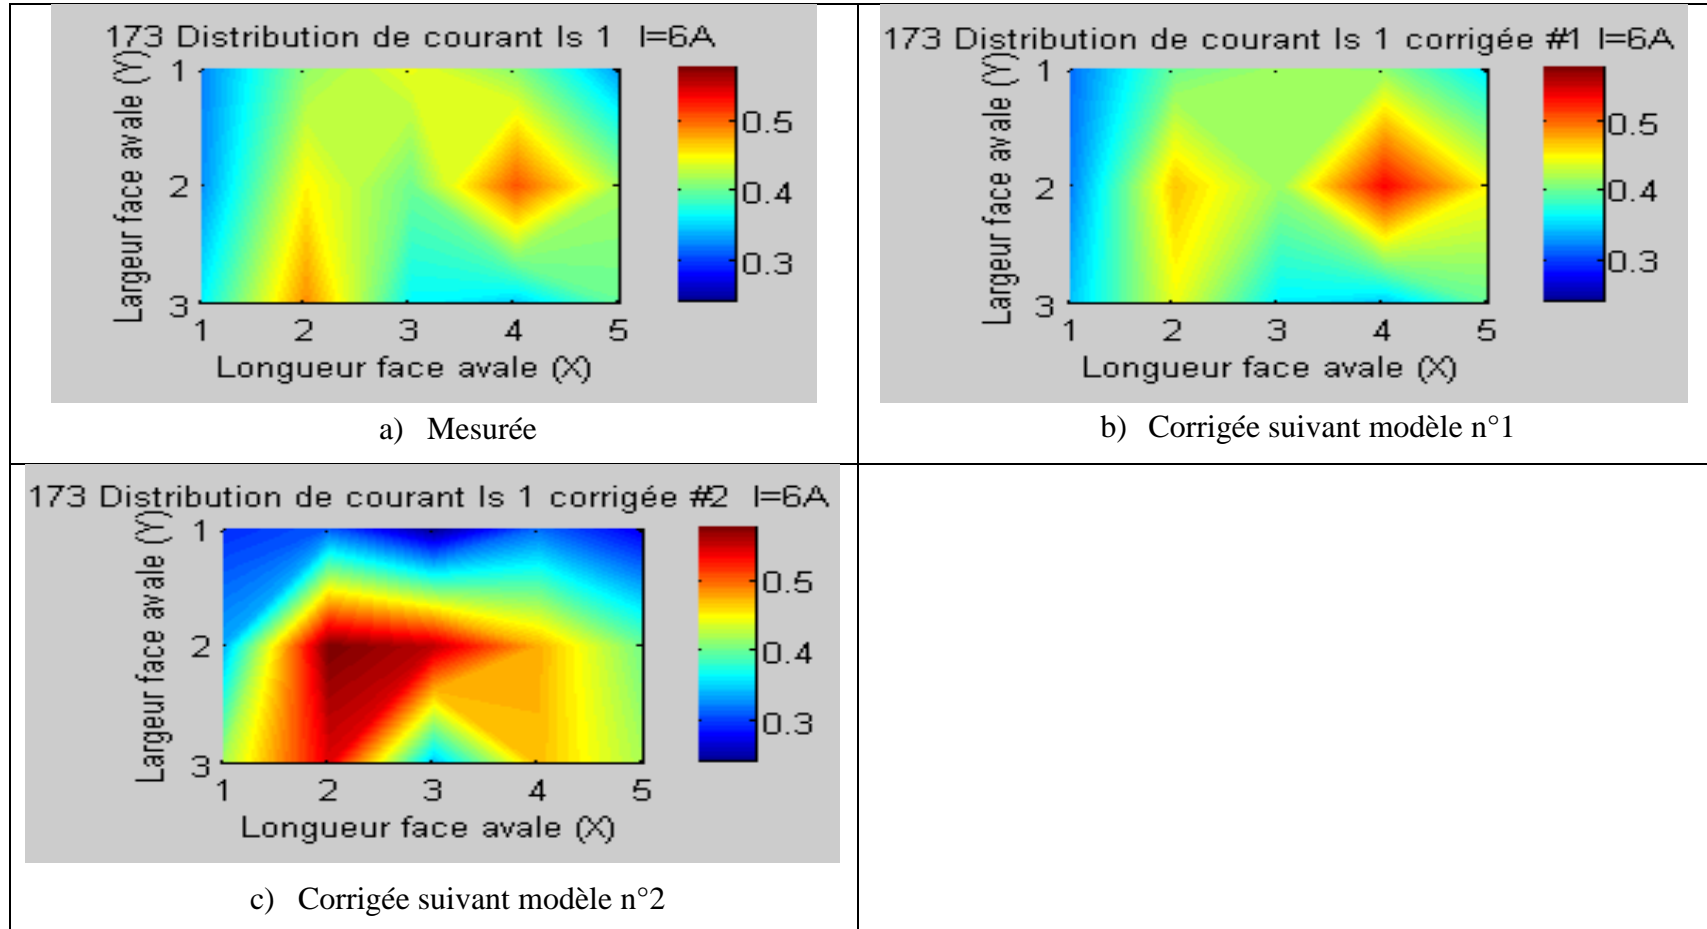 173 Distribution de courant Is 1 I=6A
Largeur face avale (Y)
1
2
3
1 2 3 4 5
Longueur face avale (X)
0.5
0.4
0.3
a) Mesurée
173 Distribution de courant Is 1 corrigée #1 I=6A
Largeur face avale (Y)
1
2
3
1 2 3 4 5
Longueur face avale (X)
0.5
0.4
0.3
b) Corrigée suivant modèle n°1
173 Distribution de courant Is 1 corrigée #2 I=6A
Largeur face avale (Y)
1
2
3
1 2 3 4 5
Longueur face avale (X)
0.5
0.4
0.3
c) Corrigée suivant modèle n°2